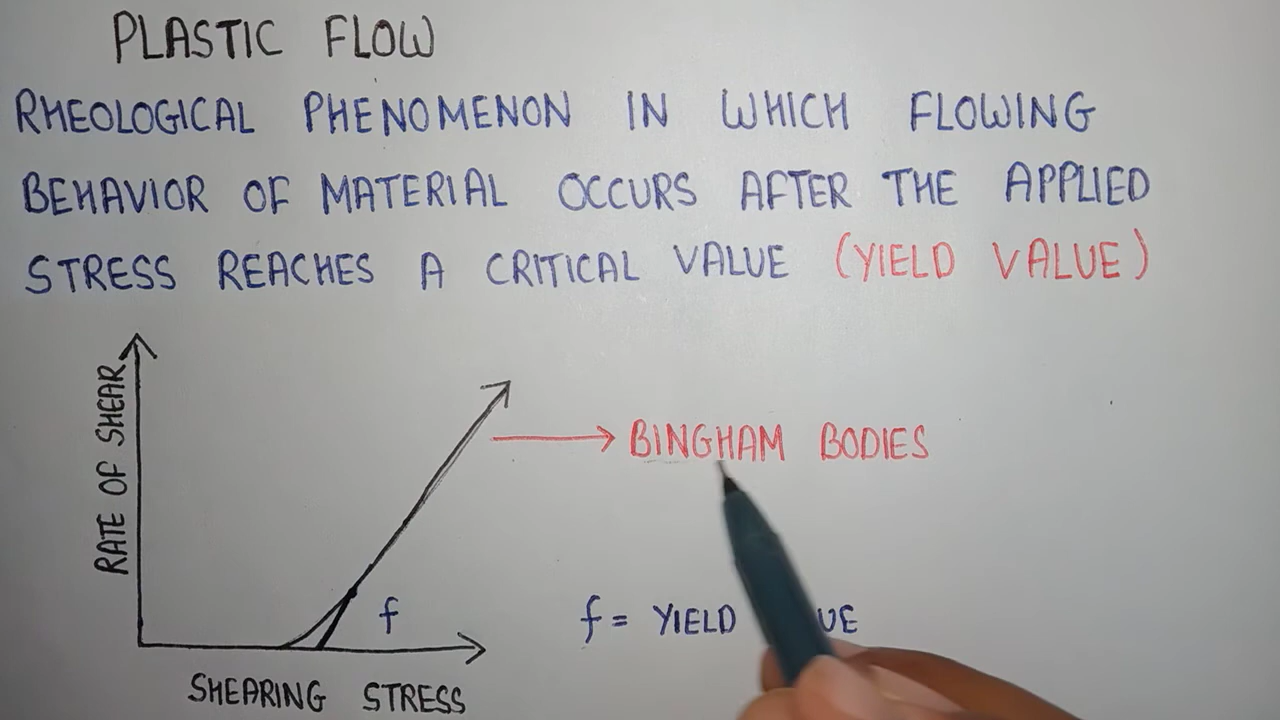 PLASTIC FLOW
RHEOLOGICAL PHENOMENON IN WHICH FLOWING
BEHAVIOR OF MATERIAL OCCURS AFTER THE APPLIED
STRESS REACHES A CRITICAL VALUE (YIELD VALUE)
RATE OF SHEAR
BINGHAM BODIES
f
f = YIELD
SHEARING STRESS